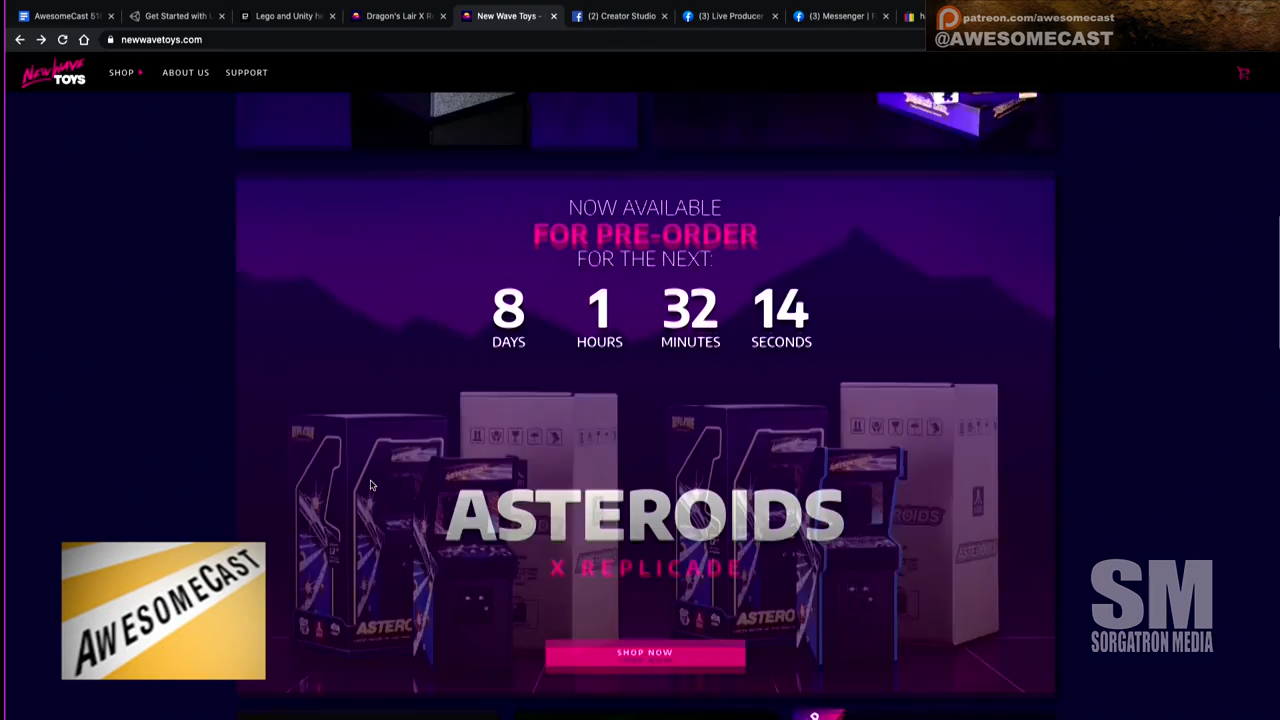 AwesomeCast 51
Get Started with
Lego and Unity h
Dragon's Lair X R
New Wave Toys -
(2) Creator Studio
(3) Live Producer
(3) Messenger | F
patreon.com/awesomecast
@AWESOMECAST
newwavetoys.com
NEW WAVE TOYS
SHOP
ABOUT US
SUPPORT
NOW AVAILABLE
FOR PRE-ORDER
FOR THE NEXT:
8 1 32 14
DAYS HOURS MINUTES SECONDS
ASTEROIDS
X REPLICADE
AWESOMECAST
SM
SORGATRON MEDIA
ASTEROI
ASTEROIDS
SHOP NOW